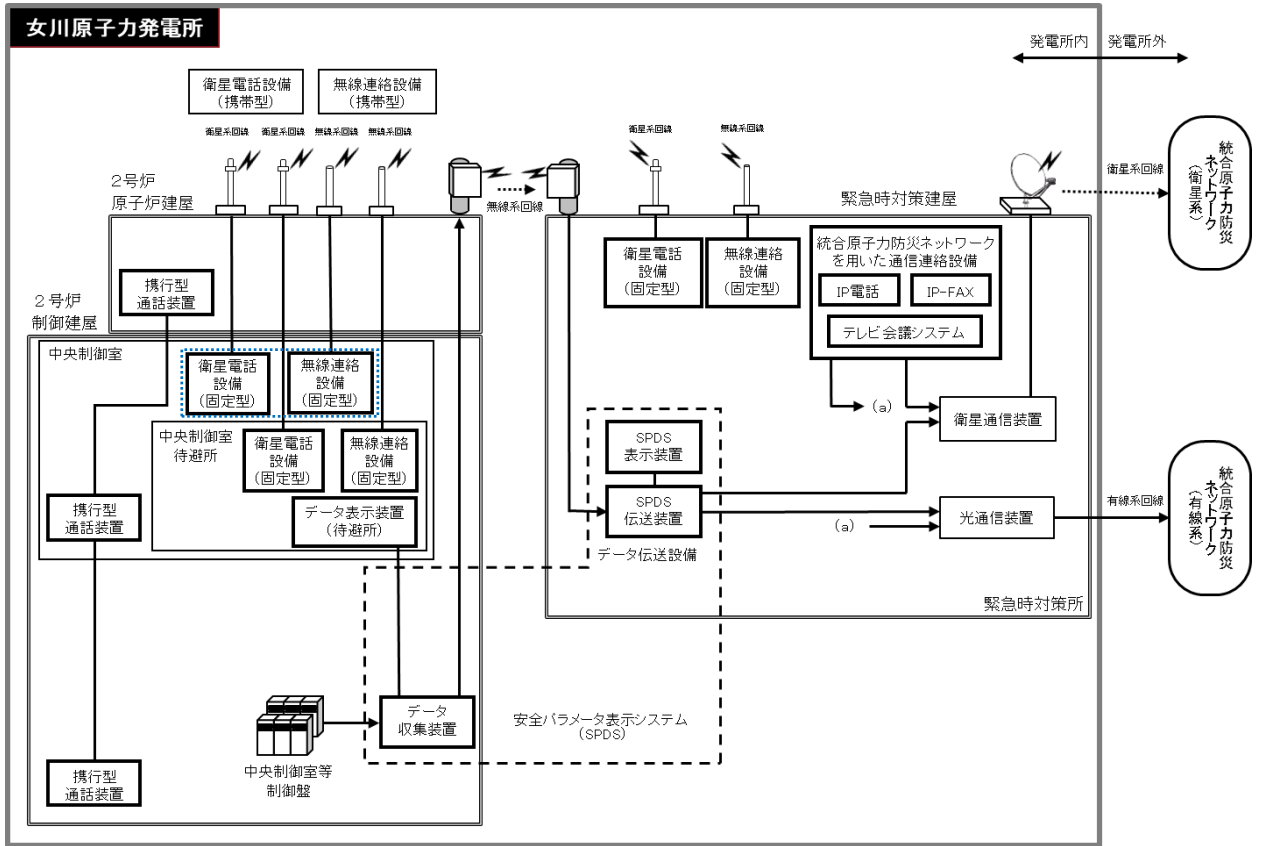 女川原子力発電所
発電所内
発電所外
衛星電話設備
(携帯型)
無線連絡設備
(携帯型)
衛星系回線
衛星系回線
無線系回線
無線系回線
衛星系回線
無線系回線
2号炉
原子炉建屋
無線系回線
緊急時対策建屋
衛星系回線
統合原子力防災
ネットワーク
(衛星系)
携行型
通話装置
衛星電話
設備
(固定型)
無線連絡
設備
(固定型)
統合原子力防災ネットワーク
を用いた通信連絡設備
IP電話
IP-FAX
テレビ会議システム
2号炉
制御建屋
中央制御室
衛星電話
設備
(固定型)
無線連絡
設備
(固定型)
(a)
衛星通信装置
中央制御室
待避所
衛星電話
設備
(固定型)
無線連絡
設備
(固定型)
SPDS
表示装置
携行型
通話装置
データ表示装置
(待避所)
SPDS
伝送装置
(a)
光通信装置
有線系回線
統合原子力防災
ネットワーク
(有線系)
データ伝送設備
緊急時対策所
データ
収集装置
安全パラメータ表示システム
(SPDS)
携行型
通話装置
中央制御室等
制御盤